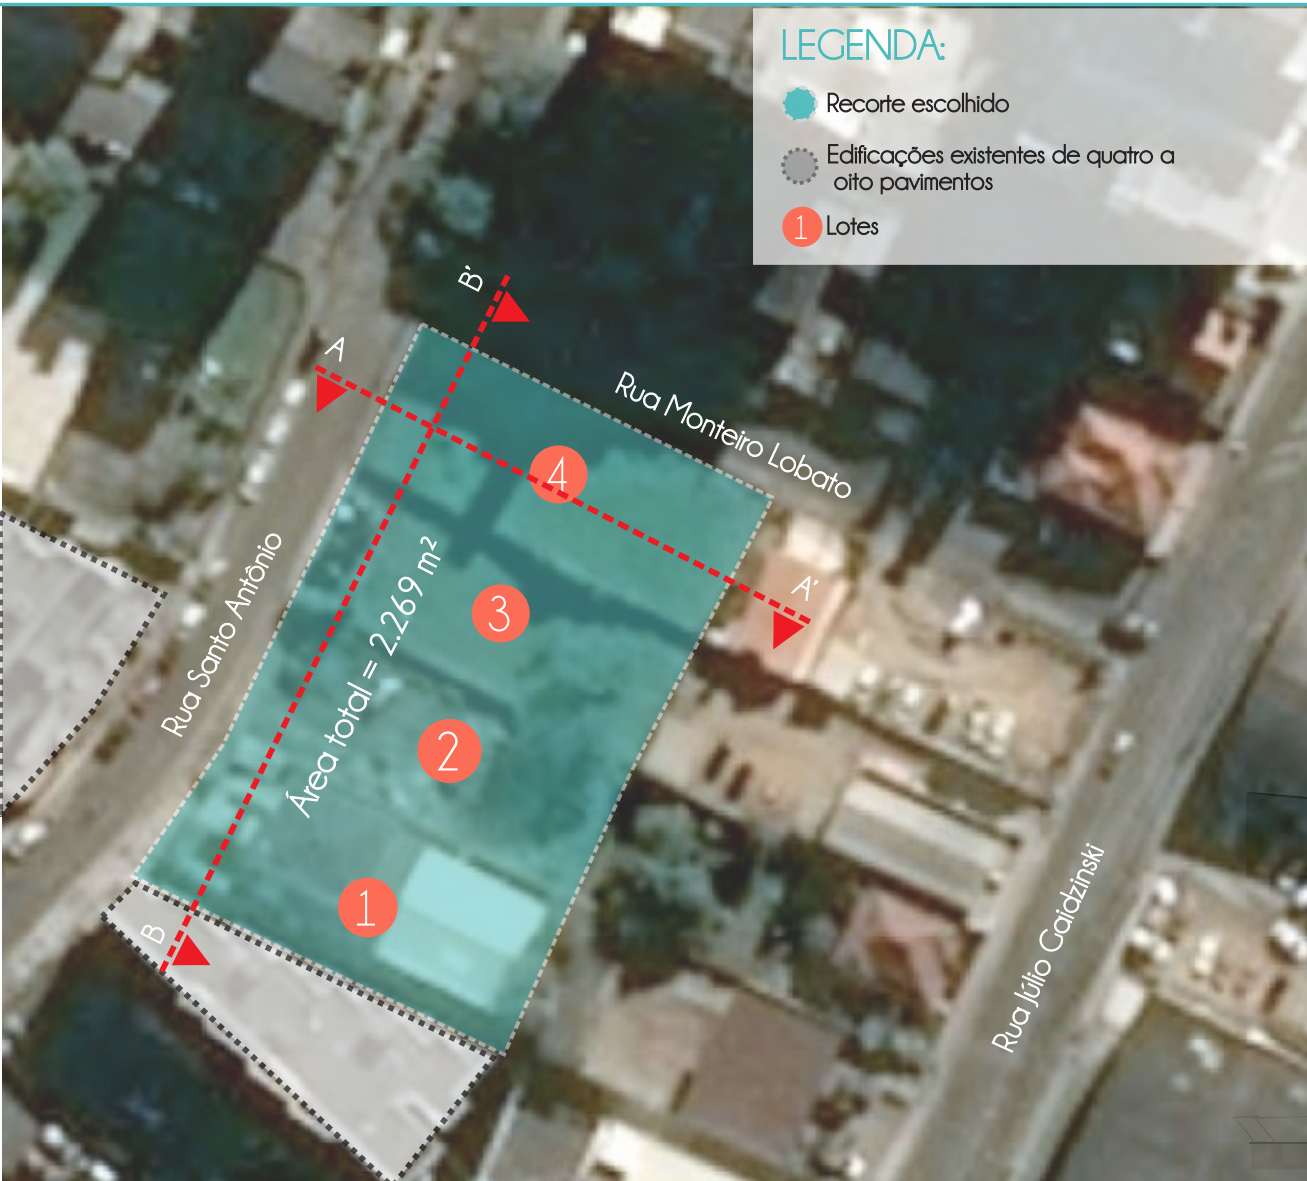 LEGENDA:
Recorte escolhido
Edificações existentes de quatro a
oito pavimentos
1 Lotes
B'
A
Rua Monteiro Lobato
4
A'
Rua Santo Antônio
Área total = 2.269 m²
3
2
1
B
Rua Júlio Gaidzinski